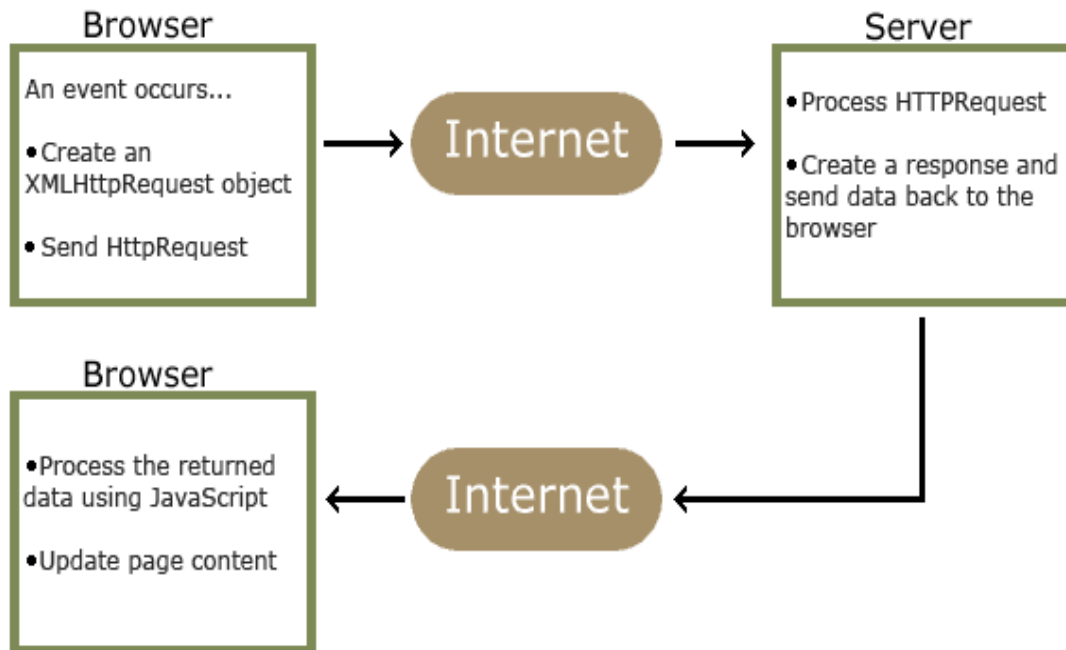 Browser
An event occurs...
•Create an
XMLHttpRequest object
• Send HttpRequest
Internet
Server
•Process HTTPRequest
•Create a response and
send data back to the
browser
Browser
•Process the returned
data using JavaScript
•Update page content
Internet